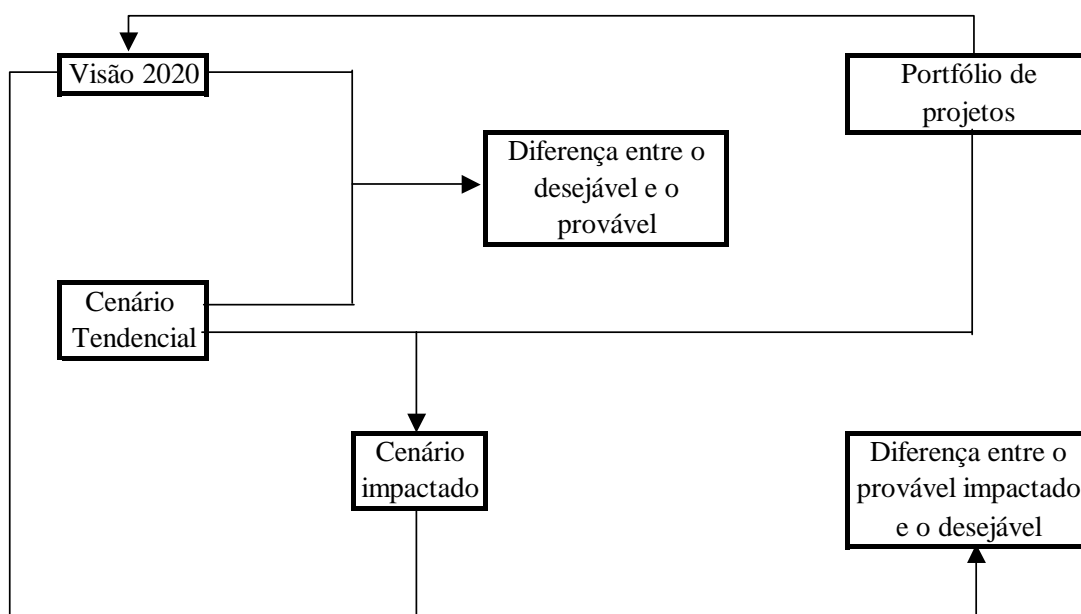 Visão 2020
Portfólio de
projetos
Diferença entre o
desejável e o
provável
Cenário
Tendencial
Cenário
impactado
Diferença entre o
provável impactado
e o desejável